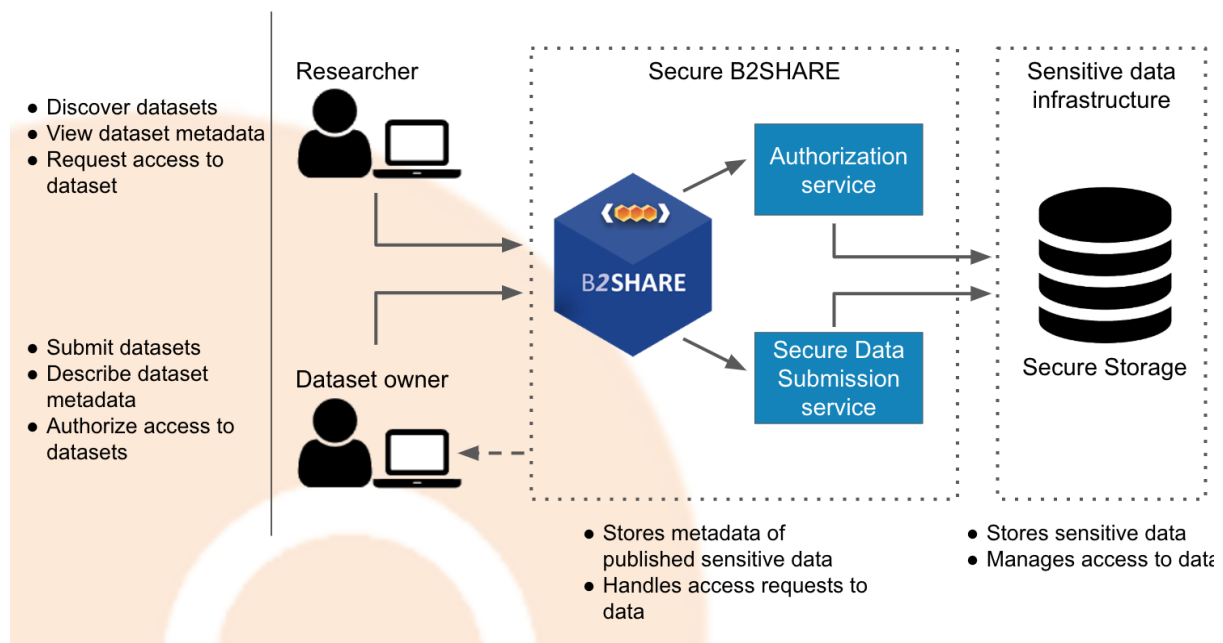 ● Discover datasets
● View dataset metadata
● Request access to
dataset
● Submit datasets
● Describe dataset
metadata
● Authorize access to
datasets
Researcher
Dataset owner
Secure B2SHARE
B2SHARE
Authorization
service
Secure Data
Submission
service
● Stores metadata of
published sensitive data
● Handles access requests to
data
Sensitive data
infrastructure
Secure Storage
● Stores sensitive data
● Manages access to data